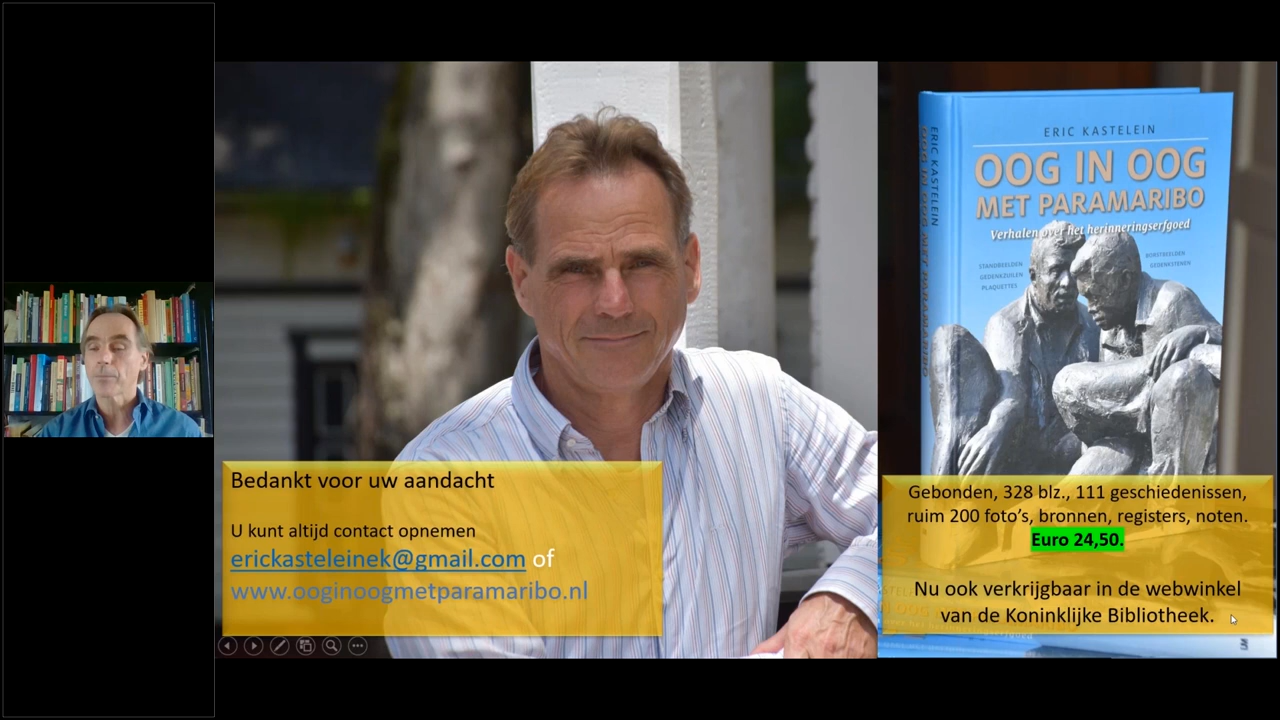 Bedankt voor uw aandacht
U kunt altijd contact opnemen
erickasteleinek@gmail.com of
www.ooginoogmetparamaribo.nl
ERIC KASTELEIN
OOG IN OOG
MET PARAMARIBO
Verhalen over het herinneringserfgoed
STANDBEELDEN
GEDENKZUILEN
PLAQUETTES
BORSTBEELDEN
GEDENKSTENEN
ERIC KASTELEIN
OOG IN OOG MET PARAMARIBO
Gebonden, 328 blz., 111 geschiedenissen,
ruim 200 foto’s, bronnen, registers, noten.
Euro 24,50.
Nu ook verkrijgbaar in de webwinkel
van de Koninklijke Bibliotheek.